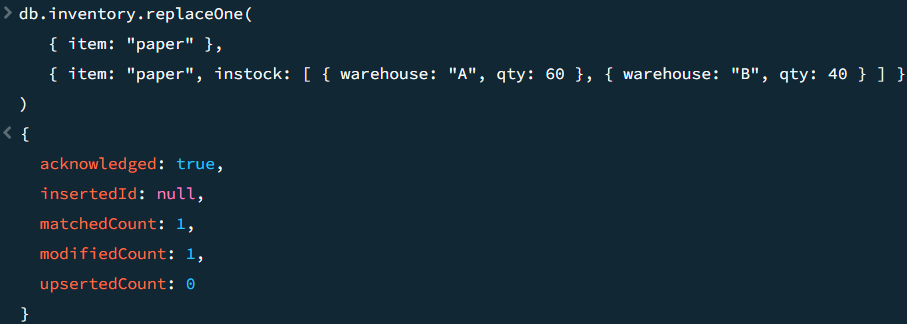 > db.inventory.replaceOne(
{ item: "paper" },
{ item: "paper", instock: [ { warehouse: "A", qty: 60 }, { warehouse: "B", qty: 40 } ] }
)
< {
acknowledged: true,
insertedId: null,
matchedCount: 1,
modifiedCount: 1,
upsertedCount: 0
}